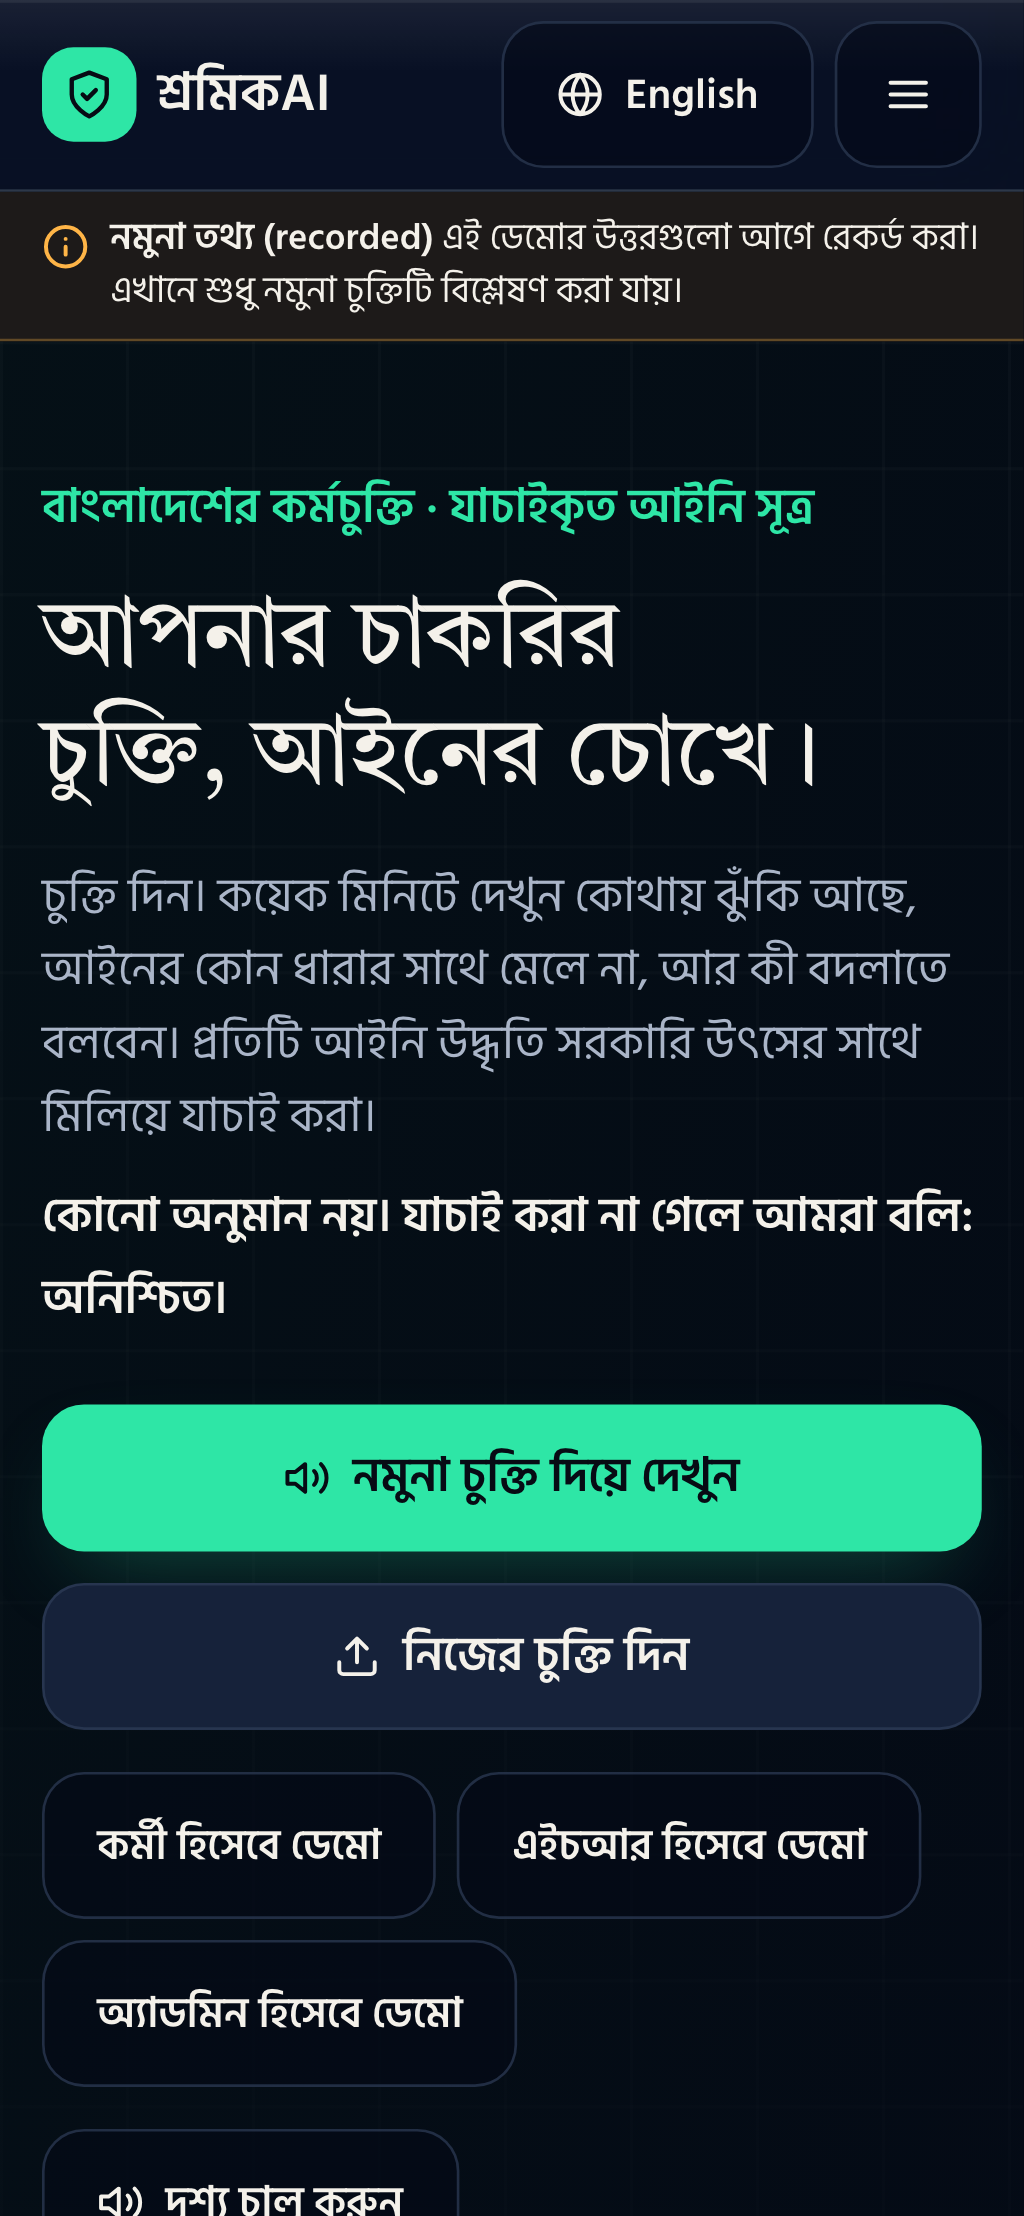 শ্রমিকAI
English
নমুনা তথ্য (recorded) এই ডেমোর উত্তরগুলো আগে রেকর্ড করা।
এখানে শুধু নমুনা চুক্তিটি বিশ্লেষণ করা যায়।
বাংলাদেশের কর্মচুক্তি · যাচাইকৃত আইনি সূত্র
আপনার চাকরির
চুক্তি, আইনের চোখে।
চুক্তি দিন। কয়েক মিনিটে দেখুন কোথায় ঝুঁকি আছে,
আইনের কোন ধারার সাথে মেলে না, আর কী বদলাতে
বলবেন। প্রতিটি আইনি উদ্ধৃতি সরকারি উৎসের সাথে
মিলিয়ে যাচাই করা।
কোনো অনুমান নয়। যাচাই করা না গেলে আমরা বলি:
অনিশ্চিত।
নমুনা চুক্তি দিয়ে দেখুন
নিজের চুক্তি দিন
কর্মী হিসেবে ডেমো
এইচআর হিসেবে ডেমো
অ্যাডমিন হিসেবে ডেমো
দৃশ্য চালু করুন